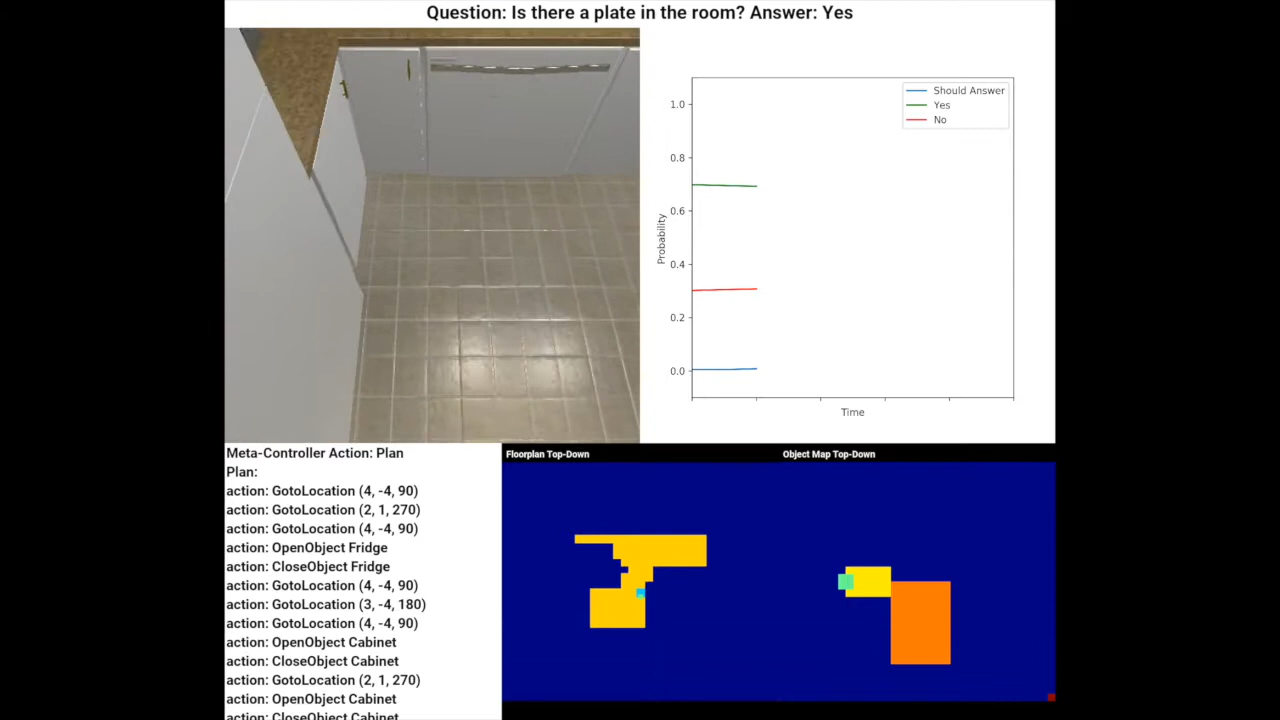 Question: Is there a plate in the room? Answer: Yes
Should Answer
Yes
No
1.0
0.8
0.6
0.4
0.2
0.0
Probability
Time
Meta-Controller Action: Plan
Plan:
action: GotoLocation (4, -4, 90)
action: GotoLocation (2, 1, 270)
action: GotoLocation (4, -4, 90)
action: OpenObject Fridge
action: CloseObject Fridge
action: GotoLocation (4, -4, 90)
action: GotoLocation (3, -4, 180)
action: GotoLocation (4, -4, 90)
action: OpenObject Cabinet
action: CloseObject Cabinet
action: GotoLocation (2, 1, 270)
action: OpenObject Cabinet
action: CloseObject Cabinet
Floorplan Top-Down
Object Map Top-Down